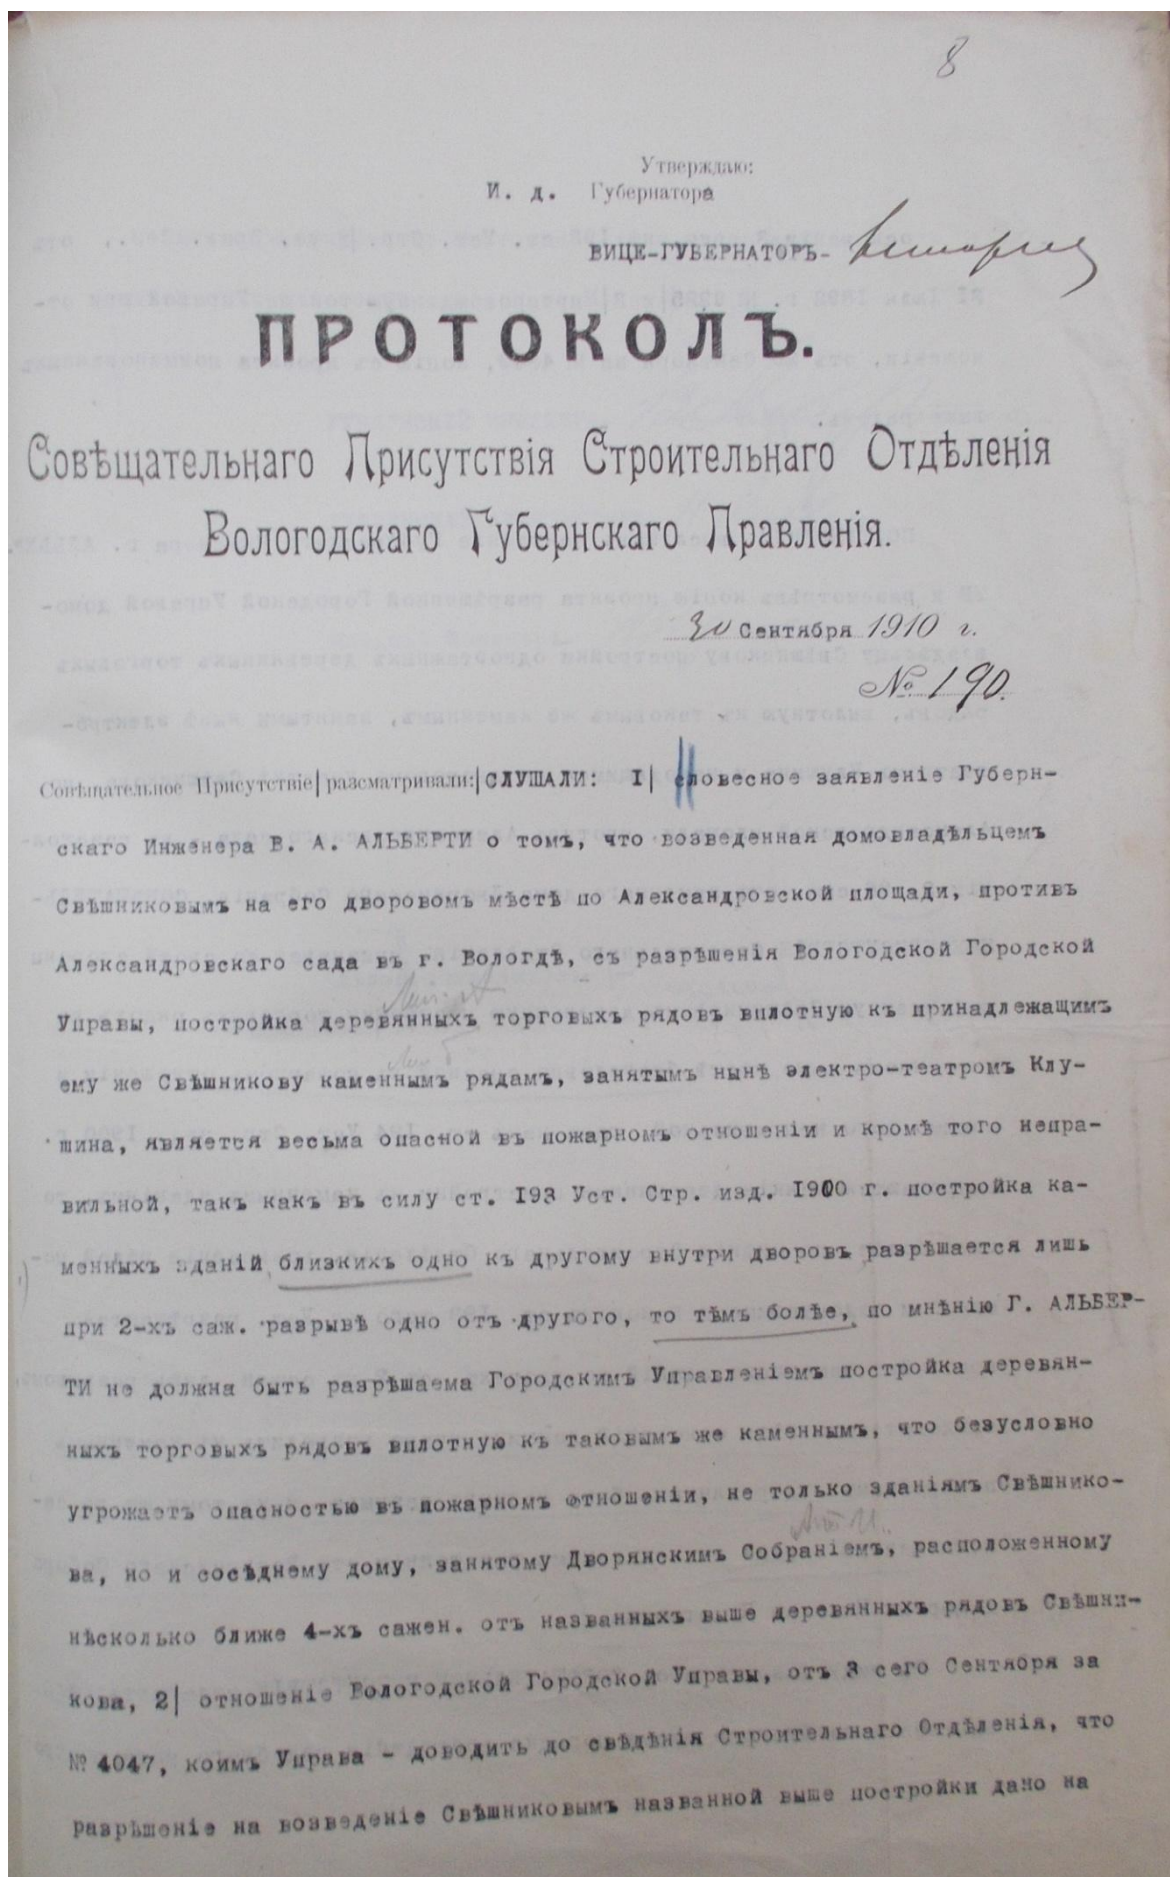 8
Утверждаю:
И. д. Губернатора
ВИЦЕ-ГУБЕРНАТОРЪ-
ПРОТОКОЛЪ.
Совѣщательнаго Присутствія Строительнаго Отдѣленія
Вологодскаго Губернскаго Правленія.
30 Сентября 1910 г.
№ 190.
Совѣщательное Присутствіе| разсматривали:|СЛУШАЛИ: I| словесное заявленіе Губерн-
скаго Инженера В. А. АЛЬБЕРТИ о томъ, что возведенная домовладѣльцемъ
Свѣшниковымъ на его дворовомъ мѣстѣ по Александровской площади, противъ
Александровскаго сада въ г. Вологдѣ, съ разрѣшенія Вологодской Городской
Управы, постройка деревянныхъ торговыхъ рядовъ вплотную къ принадлежащимъ
ему же Свѣшникову каменнымъ рядамъ, занятымъ нынѣ электро-театромъ Клу-
шина, является весьма опасной въ пожарномъ отношеніи и кромѣ того непра-
вильной, такъ какъ въ силу ст. 193 Уст. Стр. изд. 1900 г. постройка ка-
менныхъ зданій близкихъ одно къ другому внутри дворовъ разрѣшается лишь
при 2-хъ саж. разрывѣ одно отъ другого, то тѣмъ болѣе, по мнѣнію Г. АЛЬБЕР-
ТИ не должна быть разрѣшаема Городскимъ Управленіемъ постройка деревян-
ныхъ торговыхъ рядовъ вплотную къ таковымъ же каменнымъ, что безусловно
угрожаетъ опасностью въ пожарномъ отношеніи, не только зданіямъ Свѣшнико-
ва, но и сосѣднему дому, занятому Дворянскимъ Собраніемъ, расположенному
нѣсколько ближе 4-хъ сажен. отъ названныхъ выше деревянныхъ рядовъ Свѣшни-
кова, 2| отношеніе Вологодской Городской Управы, отъ 3 сего Сентября за
№ 4047, коимъ Управа - доводить до свѣдѣнія Строительнаго Отдѣленія, что
разрѣшеніе на возведеніе Свѣшниковымъ названной выше постройки дано на